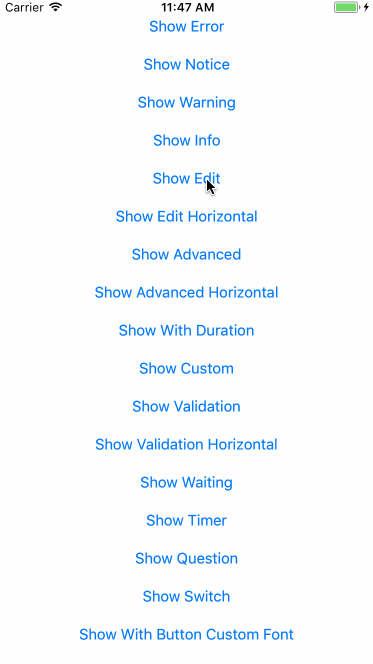 Carrier 11:47 AM
Show Error
Show Notice
Show Warning
Show Info
Show Edit
Show Edit Horizontal
Show Advanced
Show Advanced Horizontal
Show With Duration
Show Custom
Show Validation
Show Validation Horizontal
Show Waiting
Show Timer
Show Question
Show Switch
Show With Button Custom Font